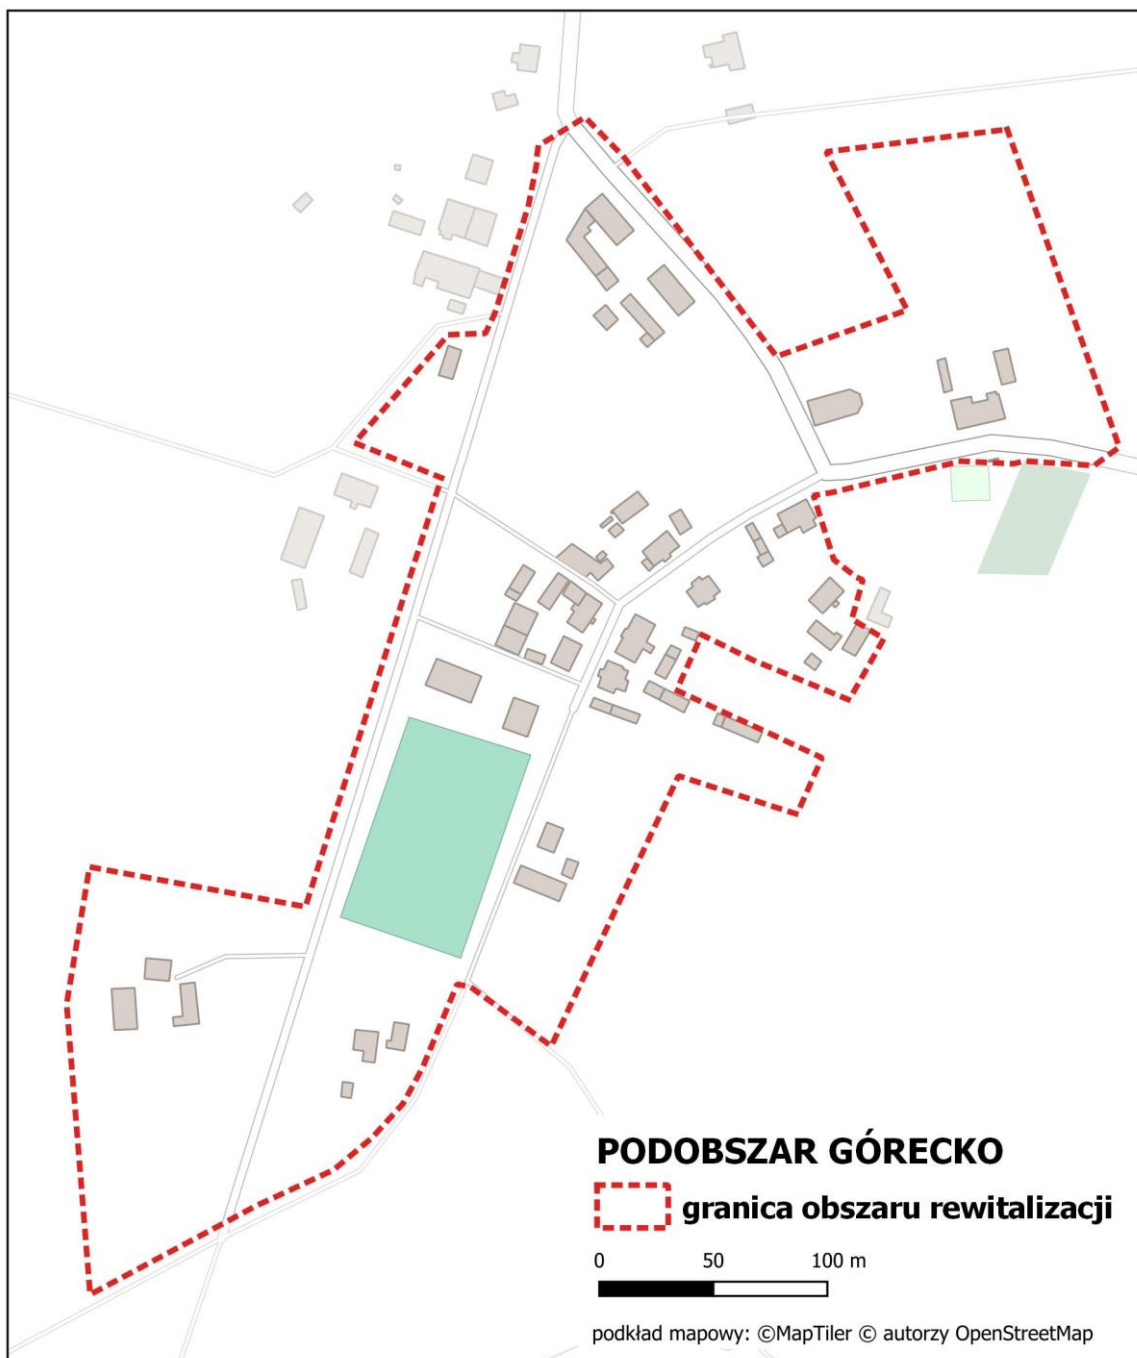 PODOBSZAR GÓRECKO
granica obszaru rewitalizacji
0 50 100 m
podkład mapowy: ©MapTiler © autorzy OpenStreetMap